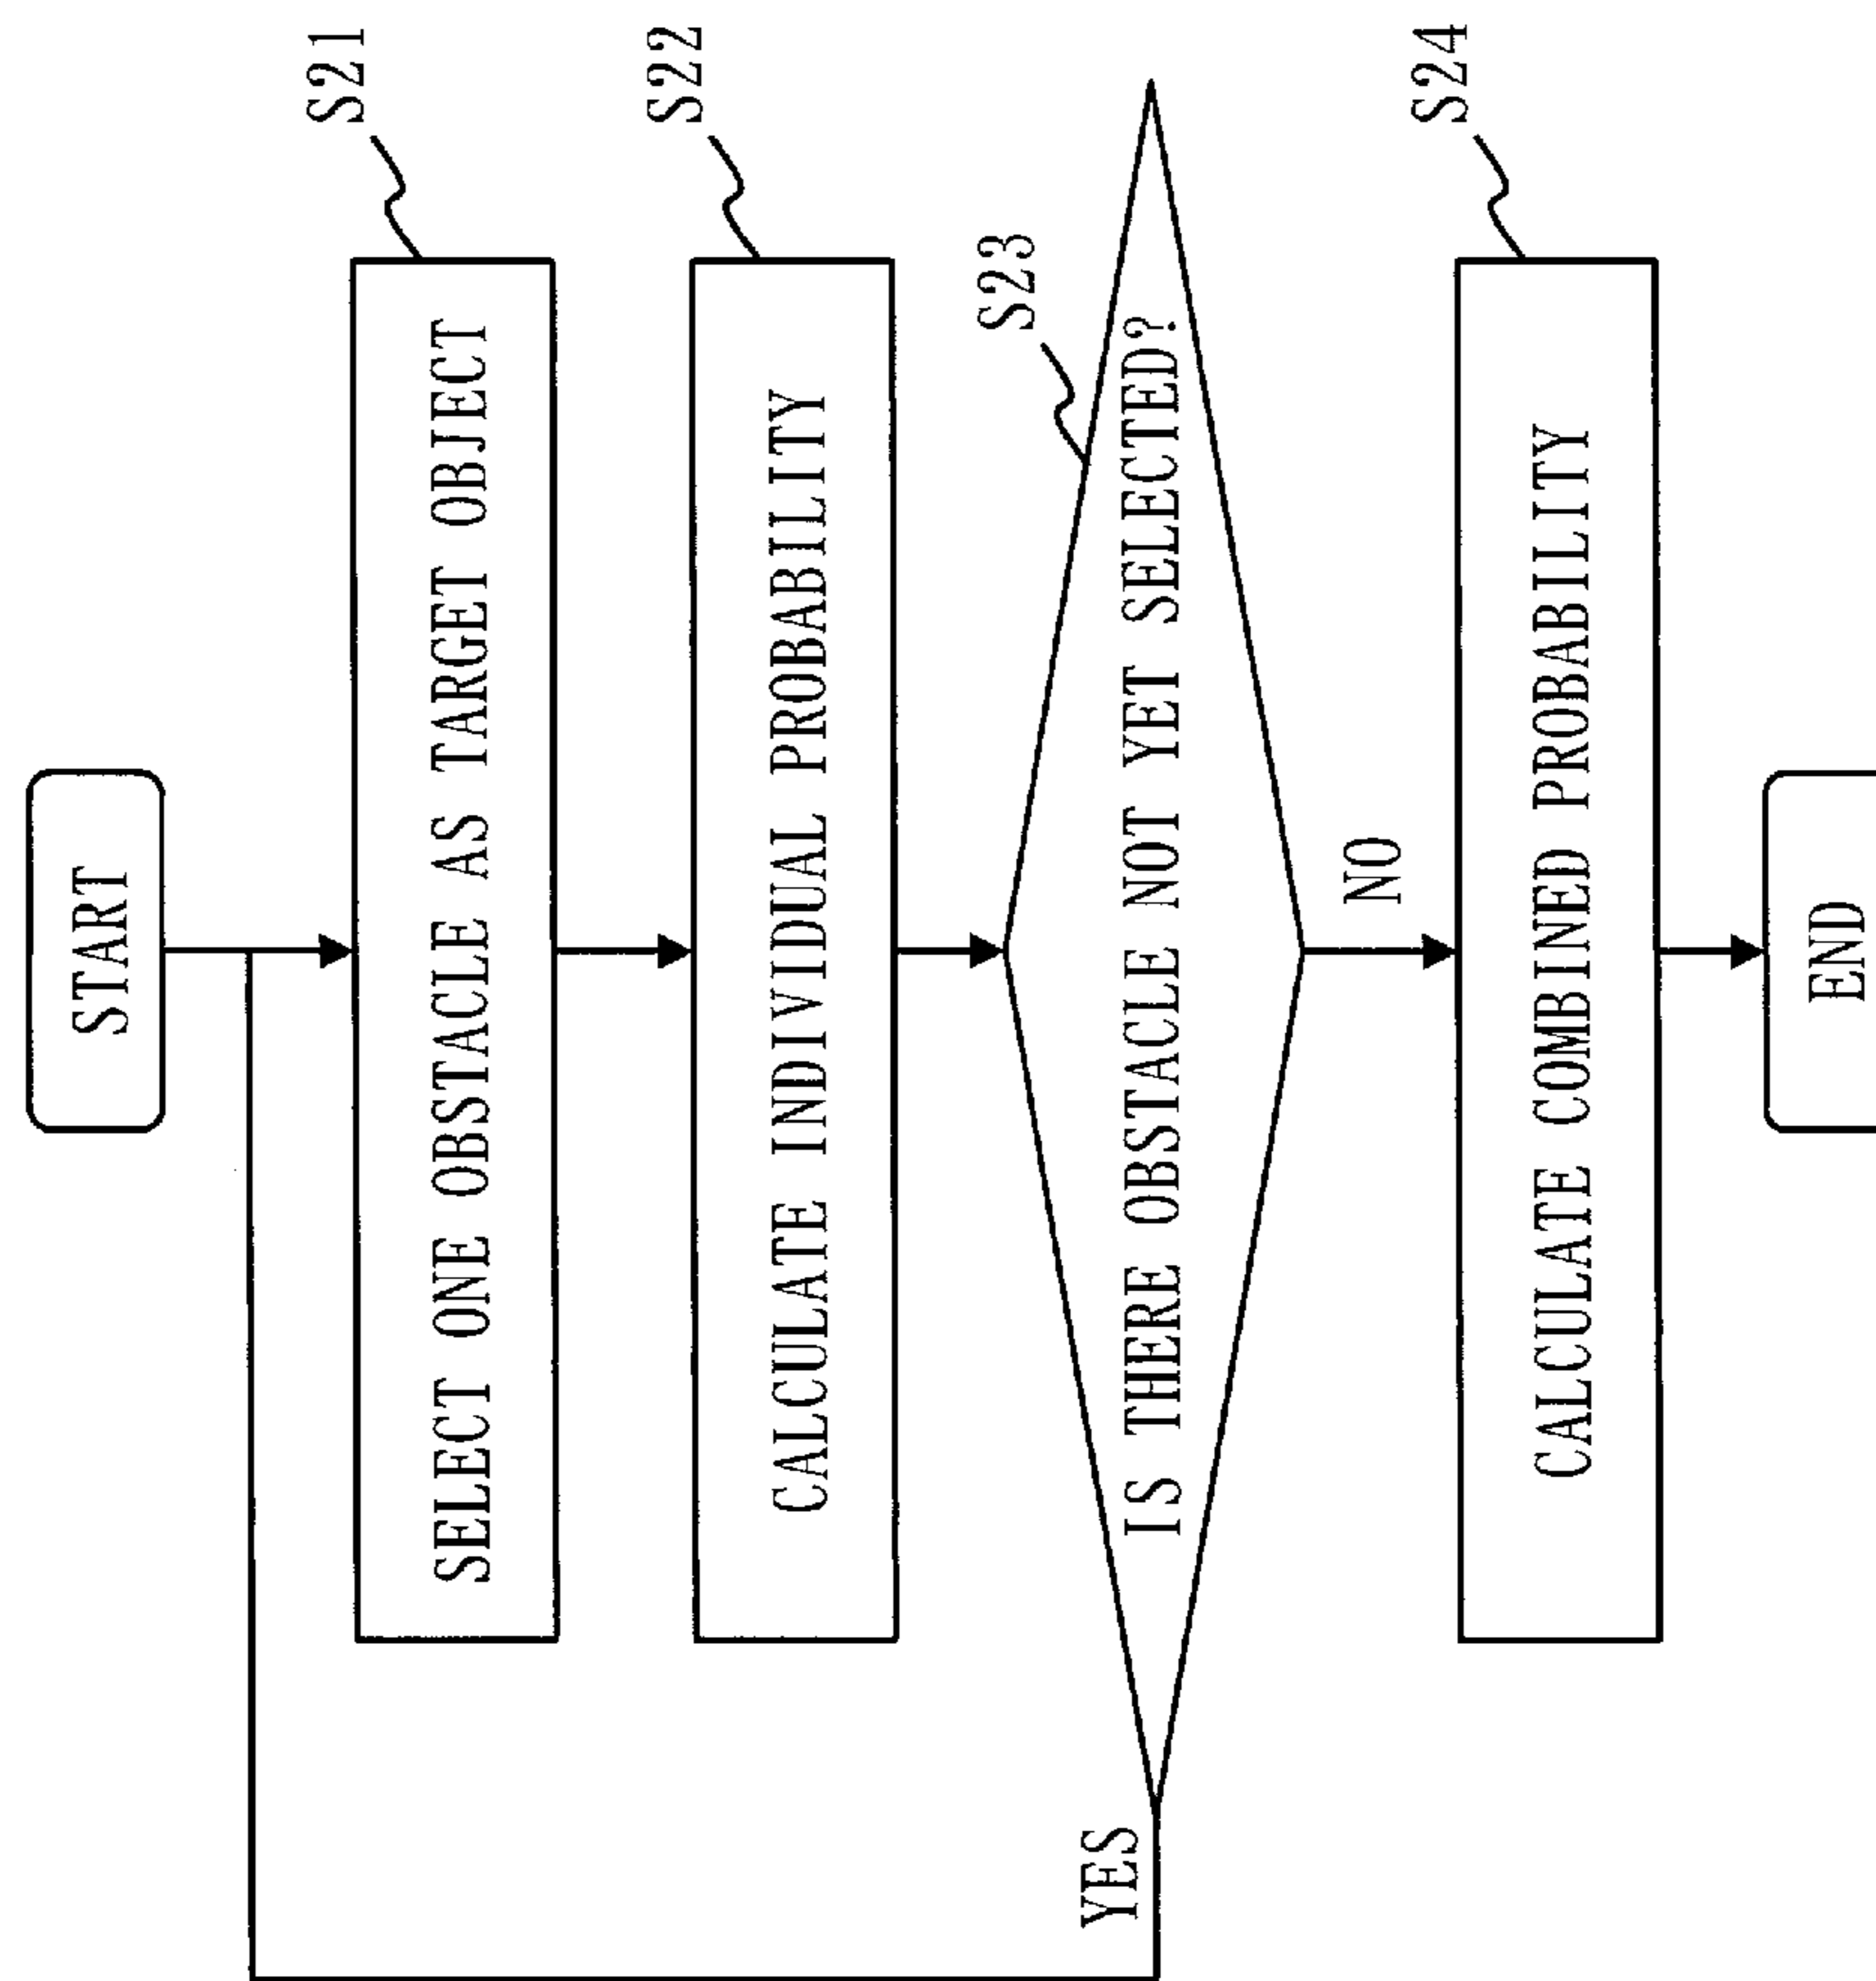 START
S21
SELECT ONE OBSTACLE AS TARGET OBJECT
S22
CALCULATE INDIVIDUAL PROBABILITY
S23
IS THERE OBSTACLE NOT YET SELECTED?
YES
NO
S24
CALCULATE COMBINED PROBABILITY
END